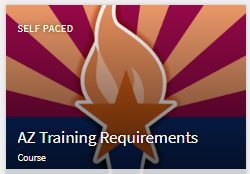 SELF PACED
AZ Training Requirements
Course